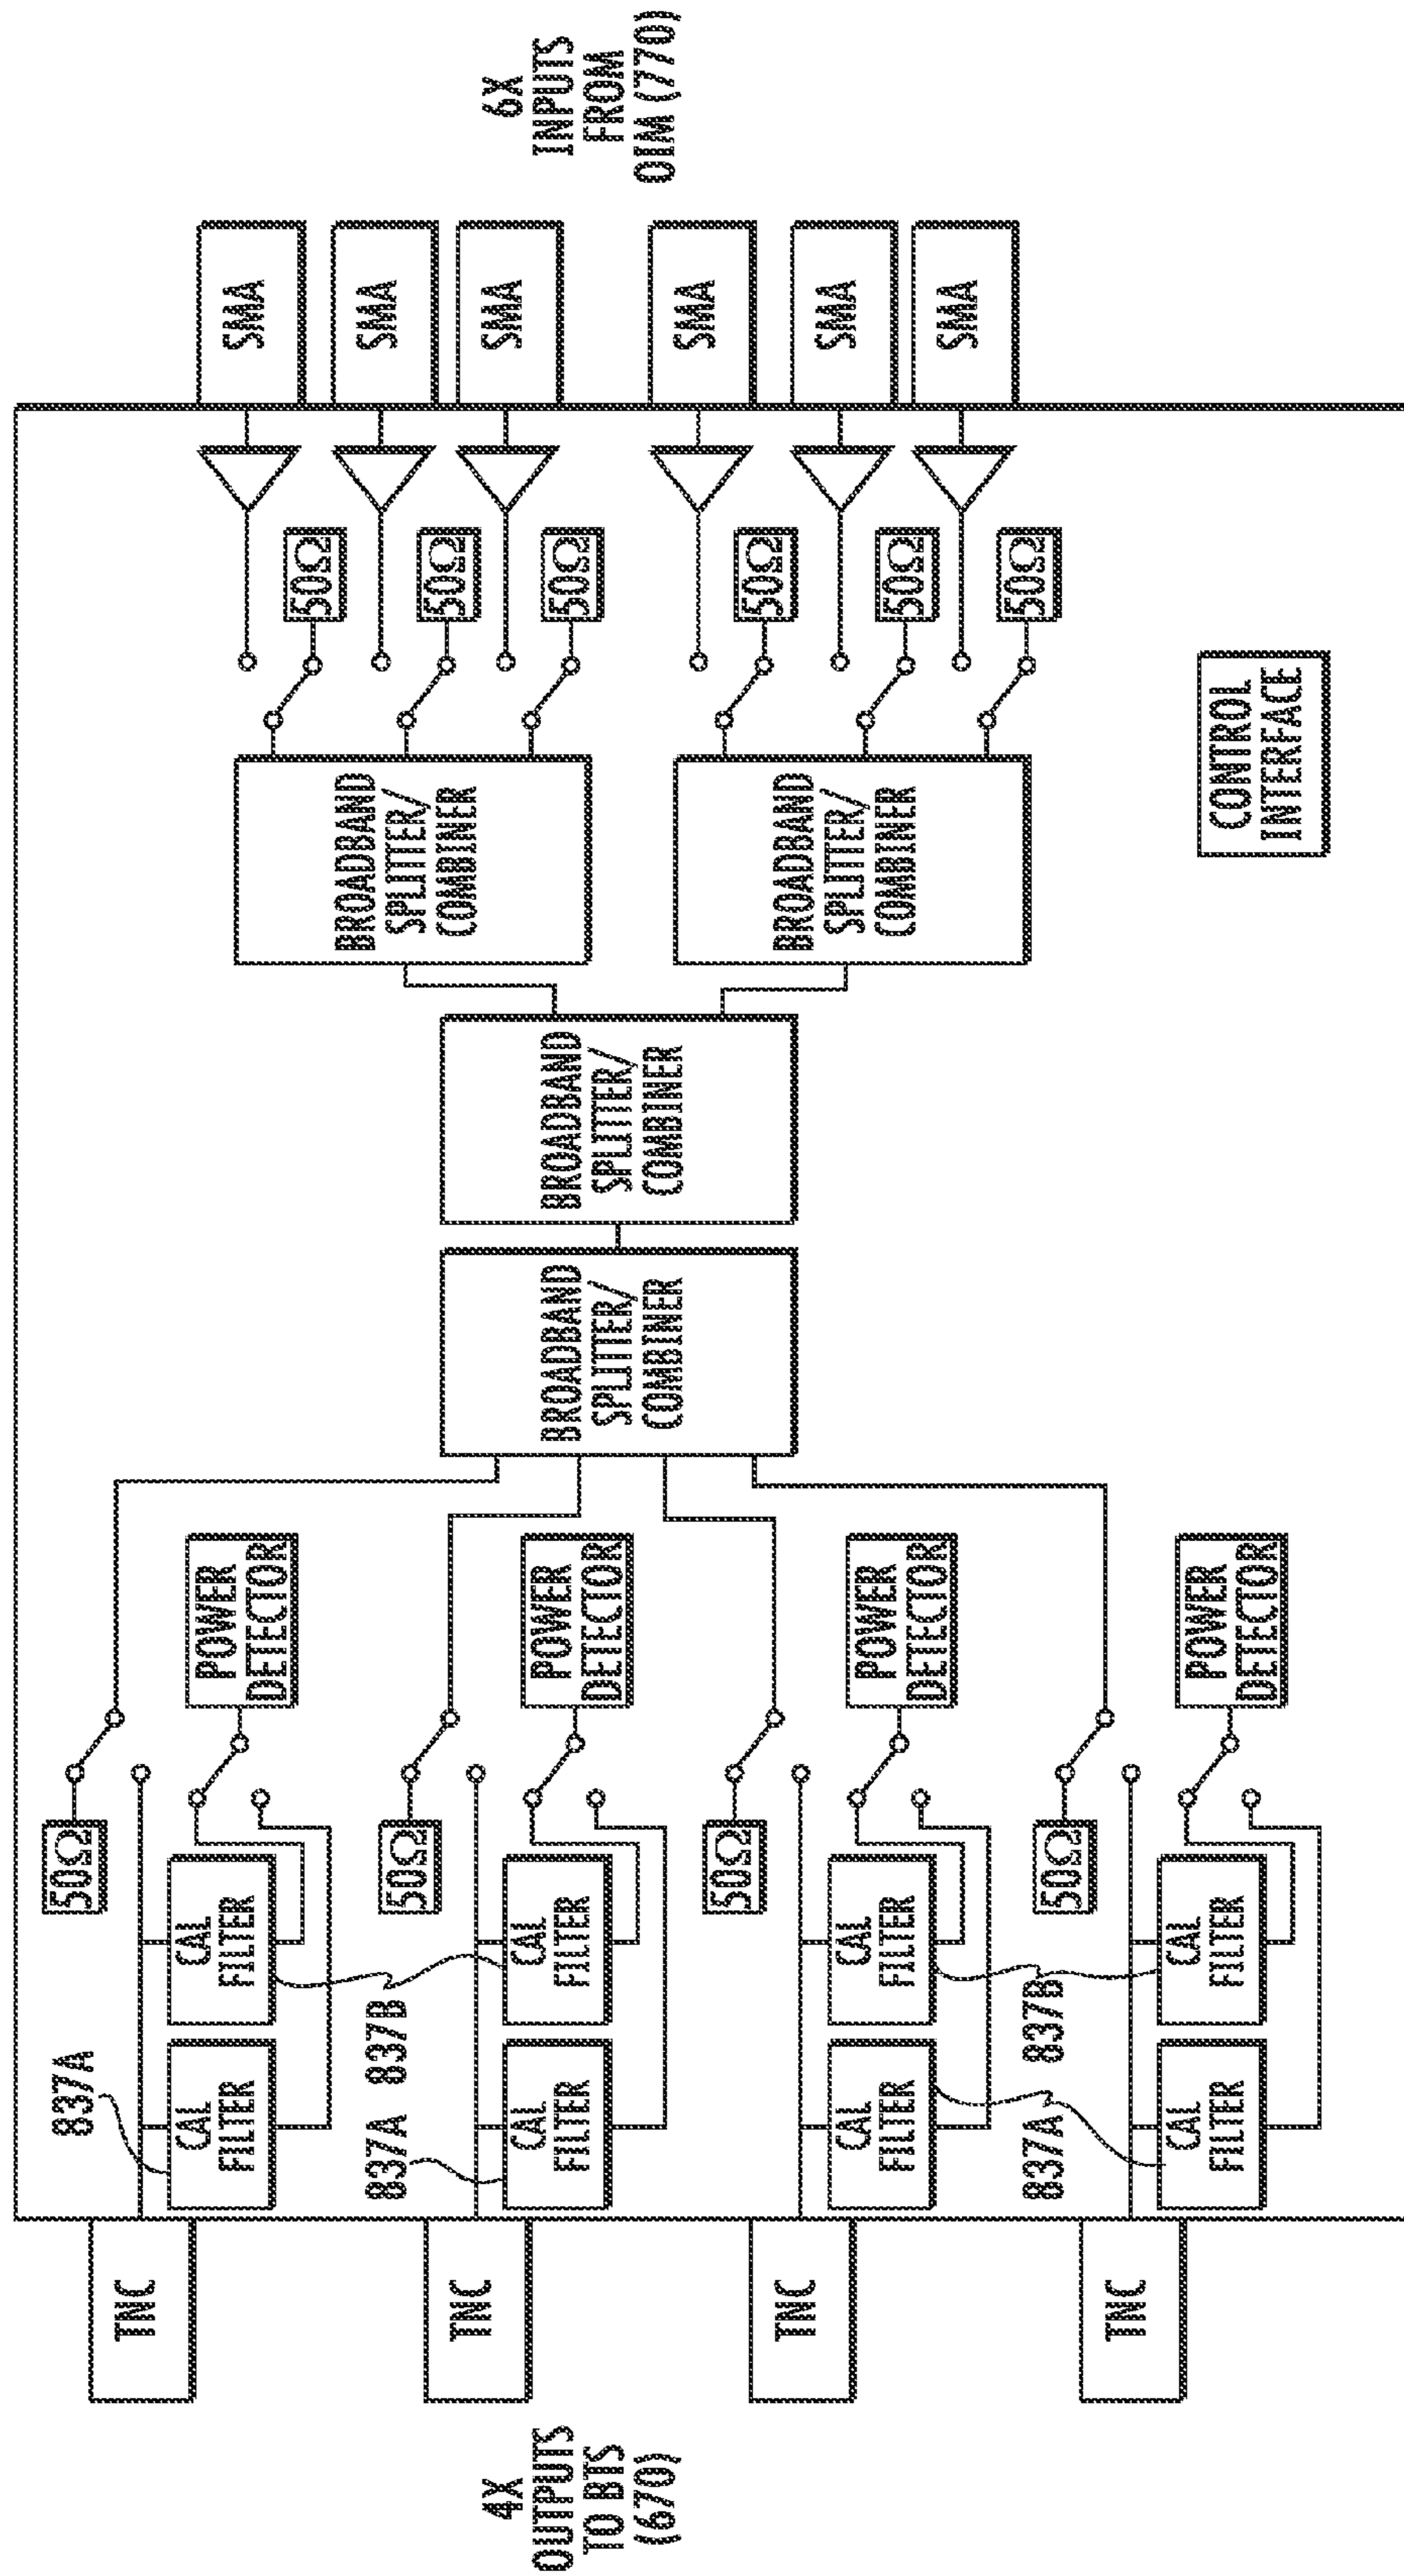 4X
OUTPUTS
TO BTS
(670)
TNC
TNC
TNC
TNC
837A
CAL
FILTER
CAL
FILTER
50Ω
POWER
DETECTOR
837A
837B
CAL
FILTER
CAL
FILTER
50Ω
POWER
DETECTOR
CAL
FILTER
CAL
FILTER
50Ω
POWER
DETECTOR
837A
837B
CAL
FILTER
CAL
FILTER
50Ω
POWER
DETECTOR
BROADBAND
SPLITTER/
COMBINER
BROADBAND
SPLITTER/
COMBINER
BROADBAND
SPLITTER/
COMBINER
BROADBAND
SPLITTER/
COMBINER
50Ω
50Ω
50Ω
50Ω
50Ω
50Ω
CONTROL
INTERFACE
SMA
SMA
SMA
SMA
SMA
SMA
6X
INPUTS
FROM
OIM (770)